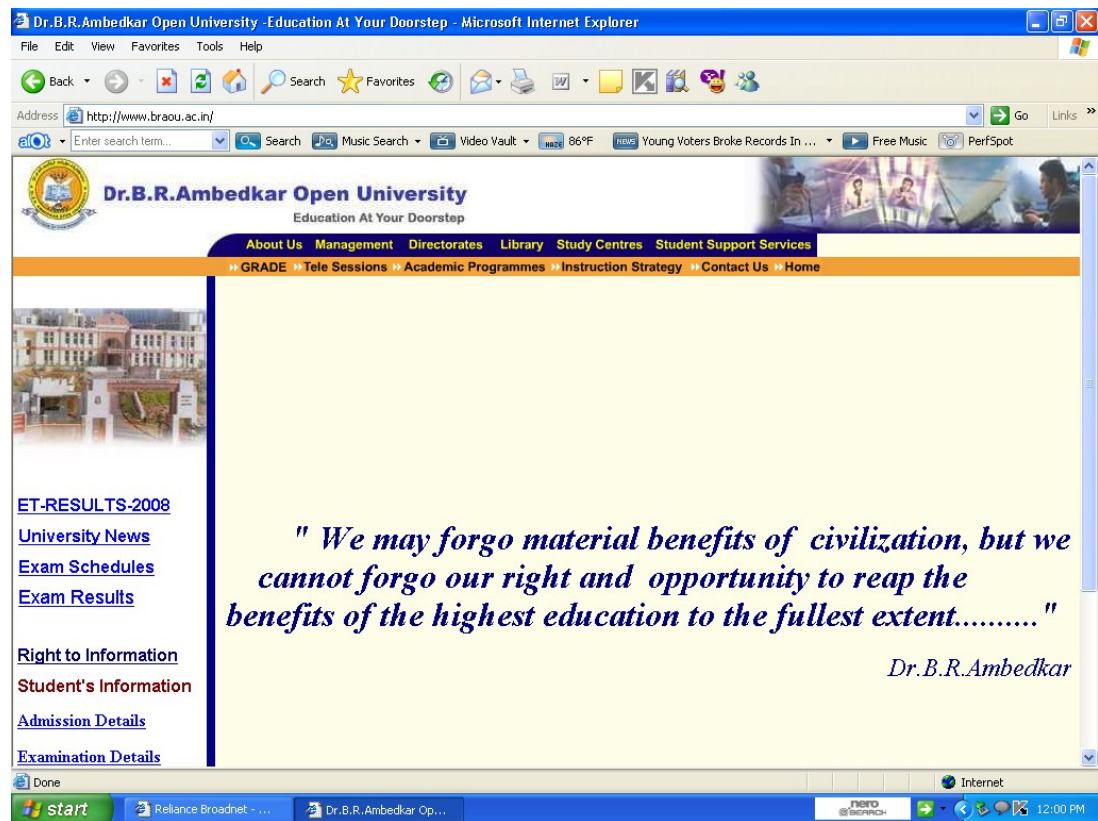 Dr.B.R.Ambedkar Open University -Education At Your Doorstep - Microsoft Internet Explorer
File Edit View Favorites Tools Help
Back Search Favorites
Address http://www.braou.ac.in/ Go Links »
Enter search term... Search Music Search Video Vault HAZE 86°F NEWS Young Voters Broke Records In ... Free Music PerfSpot
Dr.B.R.Ambedkar Open University
Education At Your Doorstep
About Us Management Directorates Library Study Centres Student Support Services
»GRADE »Tele Sessions »Academic Programmes »Instruction Strategy »Contact Us »Home
ET-RESULTS-2008
University News
Exam Schedules
Exam Results
Right to Information
Student's Information
Admission Details
Examination Details
" We may forgo material benefits of civilization, but we
cannot forgo our right and opportunity to reap the
benefits of the highest education to the fullest extent.........."
Dr.B.R.Ambedkar
Done Internet
start Reliance Broadnet - ... Dr.B.R.Ambedkar Op... nero @SEARCH 12:00 PM